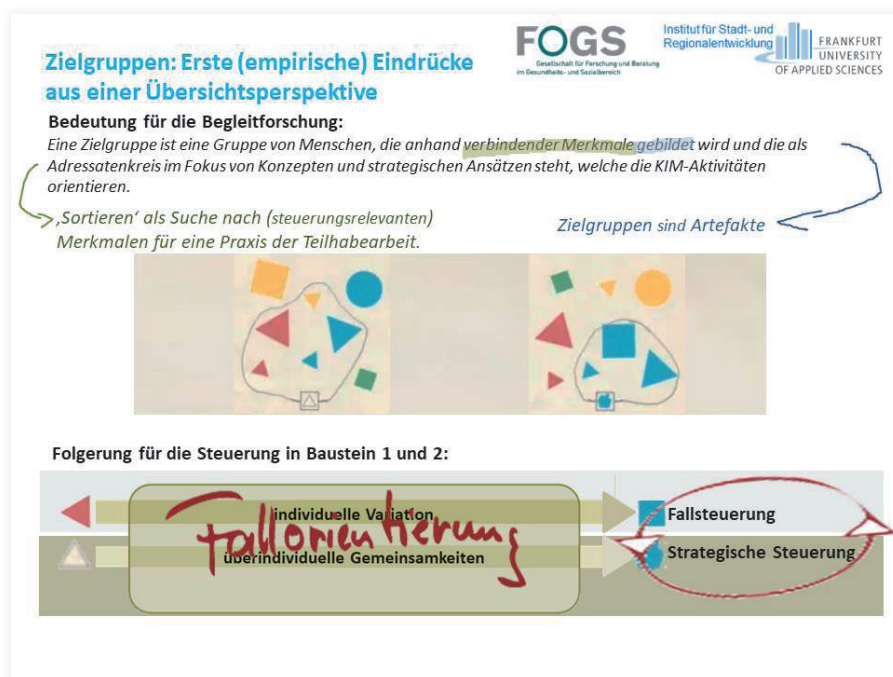 FOGS
Gesellschaft für Forschung und Beratung
im Gesundheits- und Sozialbereich
Institut für Stadt- und
Regionalentwicklung
FRANKFURT
UNIVERSITY
OF APPLIED SCIENCES
Zielgruppen: Erste (empirische) Eindrücke
aus einer Übersichtsperspektive
Bedeutung für die Begleitforschung:
Eine Zielgruppe ist eine Gruppe von Menschen, die anhand verbindender Merkmale gebildet wird und die als
Adressatenkreis im Fokus von Konzepten und strategischen Ansätzen steht, welche die KIM-Aktivitäten
orientieren.
‚Sortieren‘ als Suche nach (steuerungsrelevanten)
Merkmalen für eine Praxis der Teilhabearbeit.
Zielgruppen sind Artefakte
Folgerung für die Steuerung in Baustein 1 und 2:
individuelle Variation
Fallorientierung
überindividuelle Gemeinsamkeiten
Fallsteuerung
Strategische Steuerung